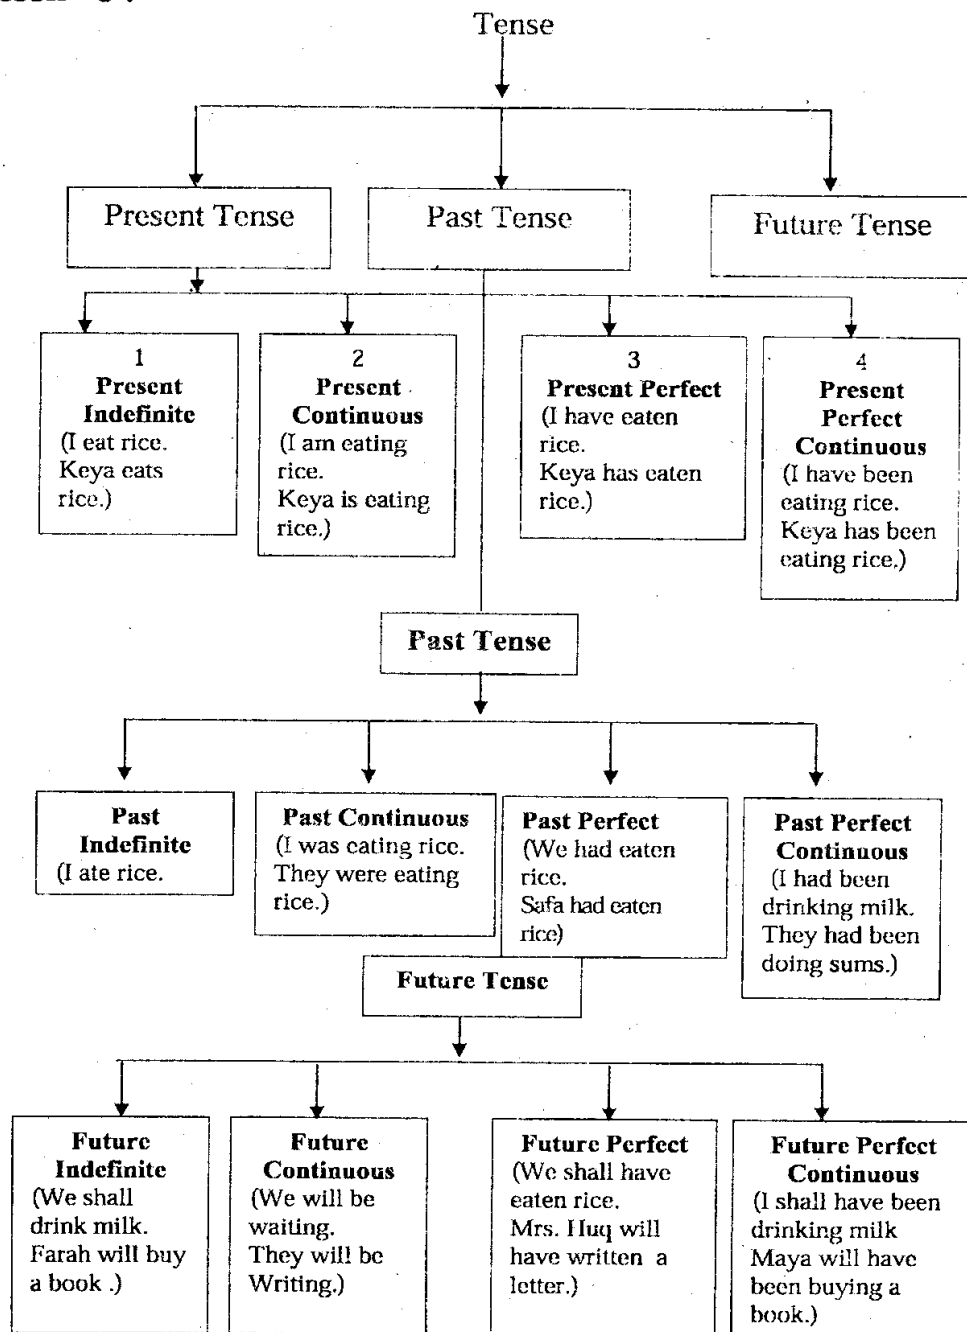 Tense
Present Tense
Past Tense
Future Tense
1
Present
Indefinite
(I eat rice.
Keya eats
rice.)
2
Present
Continuous
(I am eating
rice.
Keya is eating
rice.)
3
Present Perfect
(I have eaten
rice.
Keya has eaten
rice.)
4
Present
Perfect
Continuous
(I have been
eating rice.
Keya has been
eating rice.)
Past Tense
Past
Indefinite
(I ate rice.
Past Continuous
(I was eating rice.
They were eating
rice.)
Past Perfect
(We had eaten
rice.
Safa had eaten
rice)
Past Perfect
Continuous
(I had been
drinking milk.
They had been
doing sums.)
Future Tense
Future
Indefinite
(We shall
drink milk.
Farah will buy
a book .)
Future
Continuous
(We will be
waiting.
They will be
Writing.)
Future Perfect
(We shall have
eaten rice.
Mrs. Huq will
have written a
letter.)
Future Perfect
Continuous
(I shall have been
drinking milk
Maya will have
been buying a
book.)